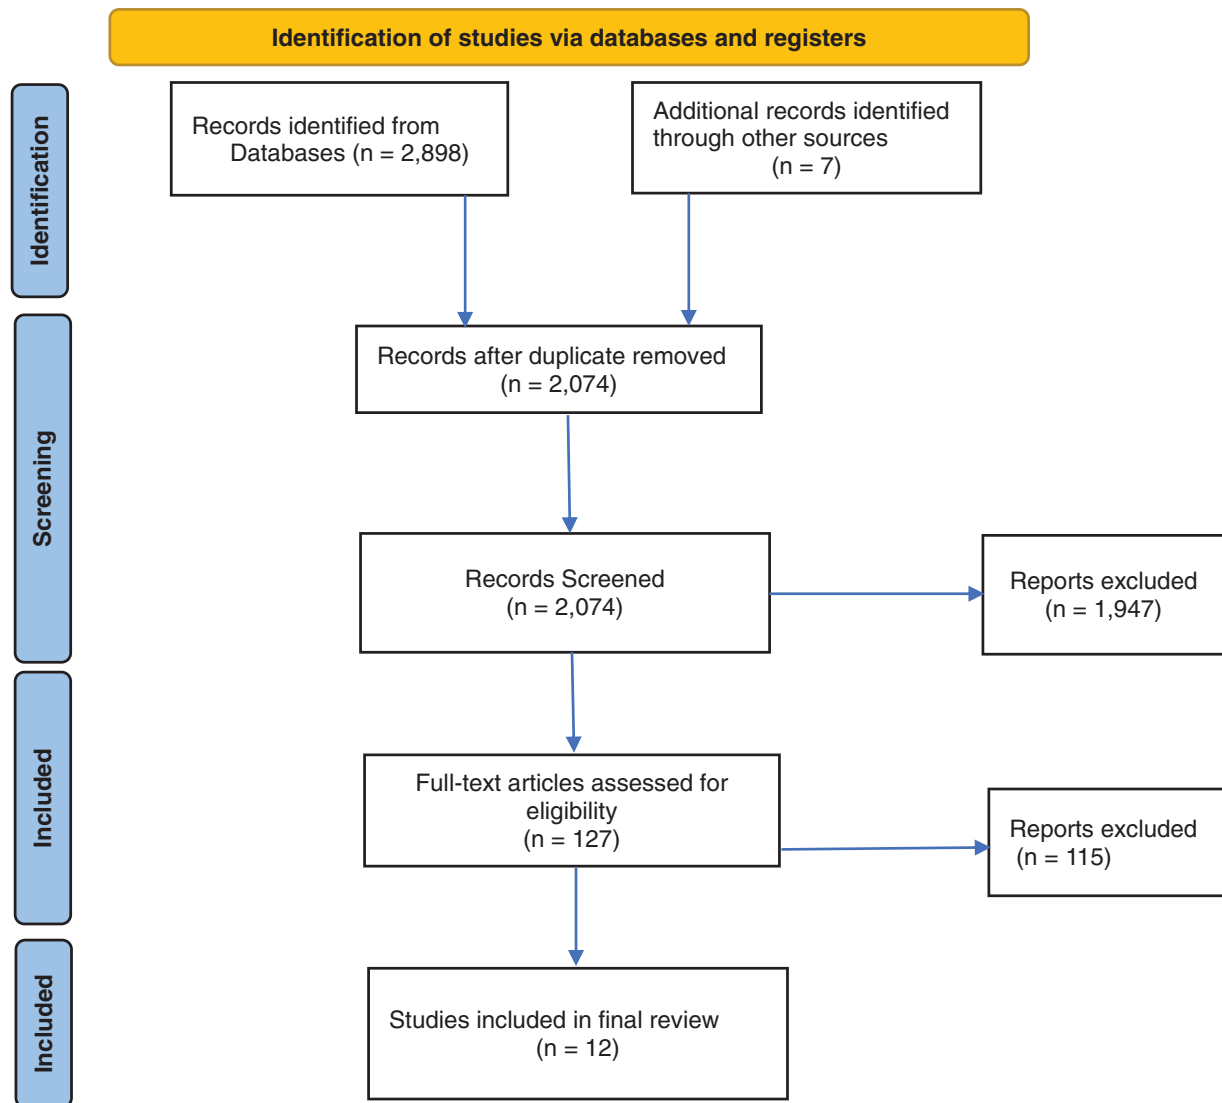 Identification of studies via databases and registers
Identification
Records identified from
Databases (n = 2,898)
Additional records identified
through other sources
(n = 7)
Screening
Records after duplicate removed
(n = 2,074)
Records Screened
(n = 2,074)
Reports excluded
(n = 1,947)
Included
Full-text articles assessed for
eligibility
(n = 127)
Reports excluded
(n = 115)
Included
Studies included in final review
(n = 12)